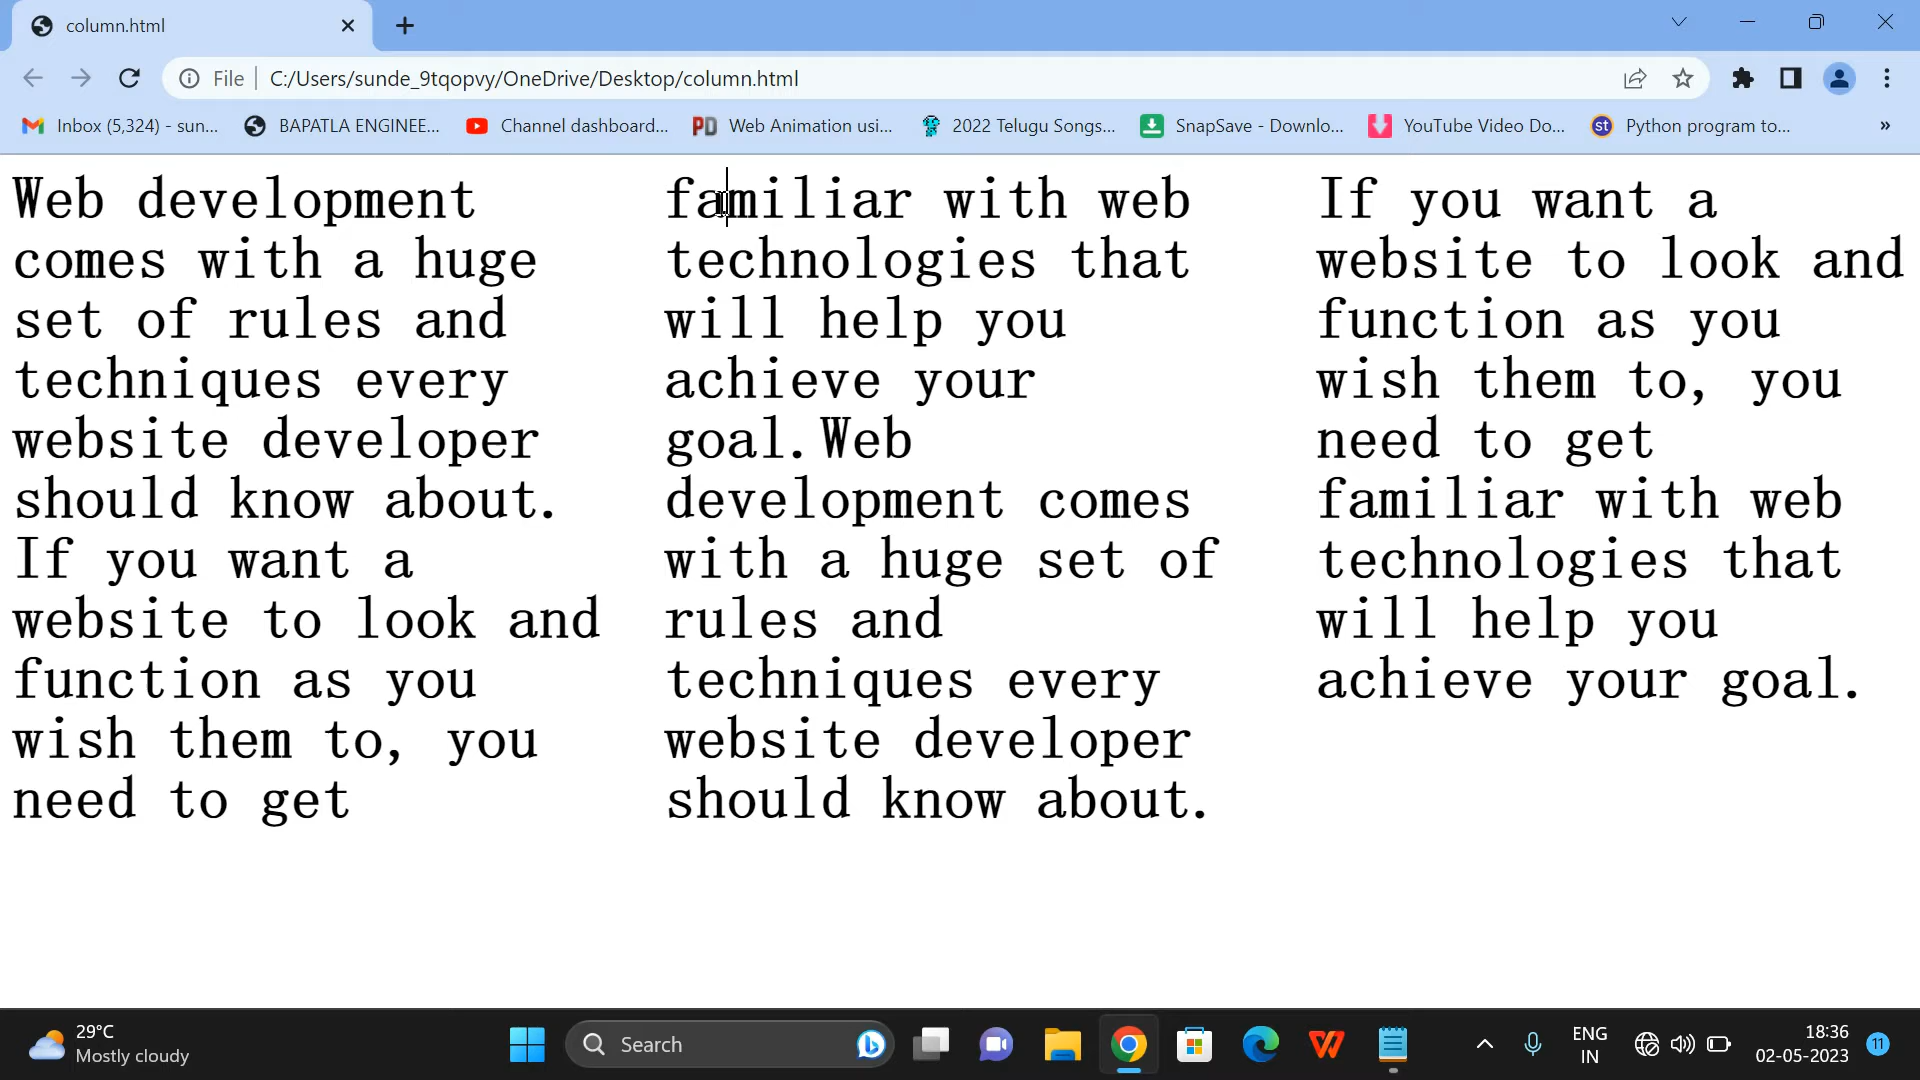 column.html
File
C:/Users/sunde_9tqopvy/OneDrive/Desktop/column.html
Inbox (5,324) - sun...
BAPATLA ENGINEE...
Channel dashboard...
PD
Web Animation usi...
2022 Telugu Songs...
SnapSave - Downlo...
YouTube Video Do...
st
Python program to...
»
Web development
comes with a huge
set of rules and
techniques every
website developer
should know about.
If you want a
website to look and
function as you
wish them to, you
need to get
familiar with web
technologies that
will help you
achieve your
goal.Web
development comes
with a huge set of
rules and
techniques every
website developer
should know about.
If you want a
website to look and
function as you
wish them to, you
need to get
familiar with web
technologies that
will help you
achieve your goal.
29°C
Mostly cloudy
Search
ENG
IN
18:36
02-05-2023
11